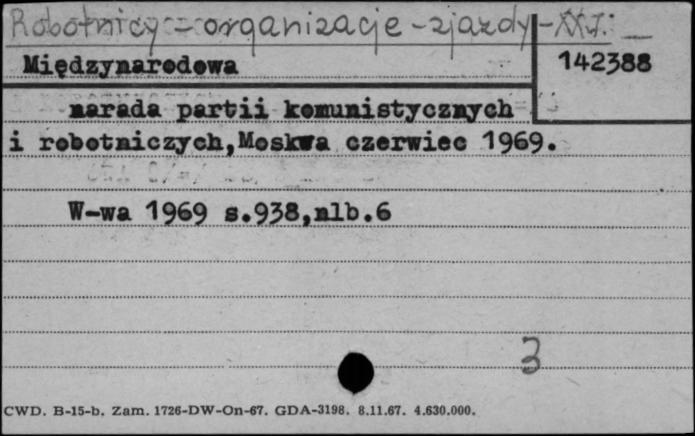 Robotnicy - organizacje - zjazdy - XX w.
Międzynarodowa
142388
narada partii komunistycznych
i robotniczych,Moskwa czerwiec 1969.
W-wa 1969 s.938,nlb.6
3
CWD. B-15-b. Zam. 1726-DW-On-67. GDA-3198. 8.11.67. 4.630.000.